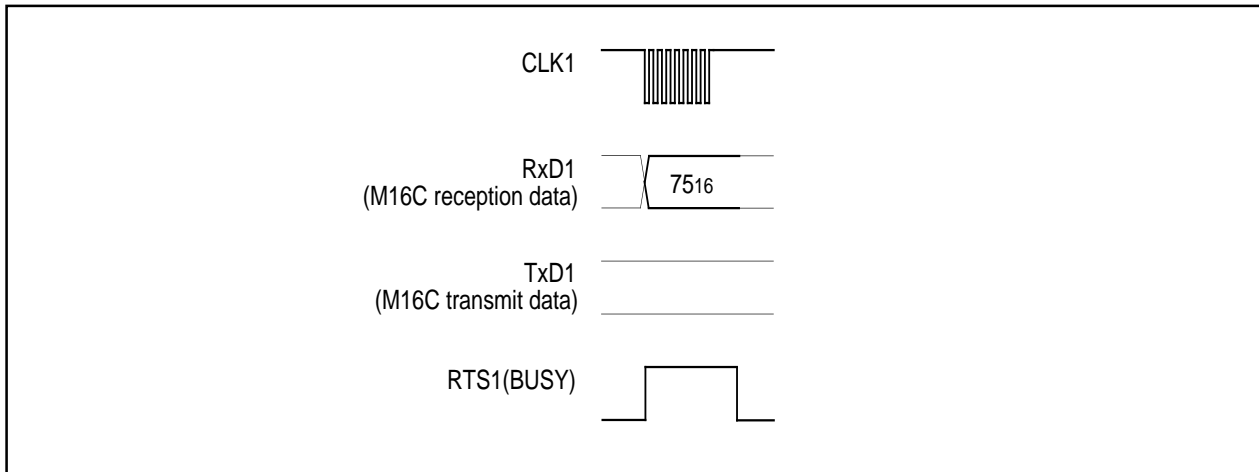 CLK1
RxD1
(M16C reception data)
7516
TxD1
(M16C transmit data)
RTS1(BUSY)